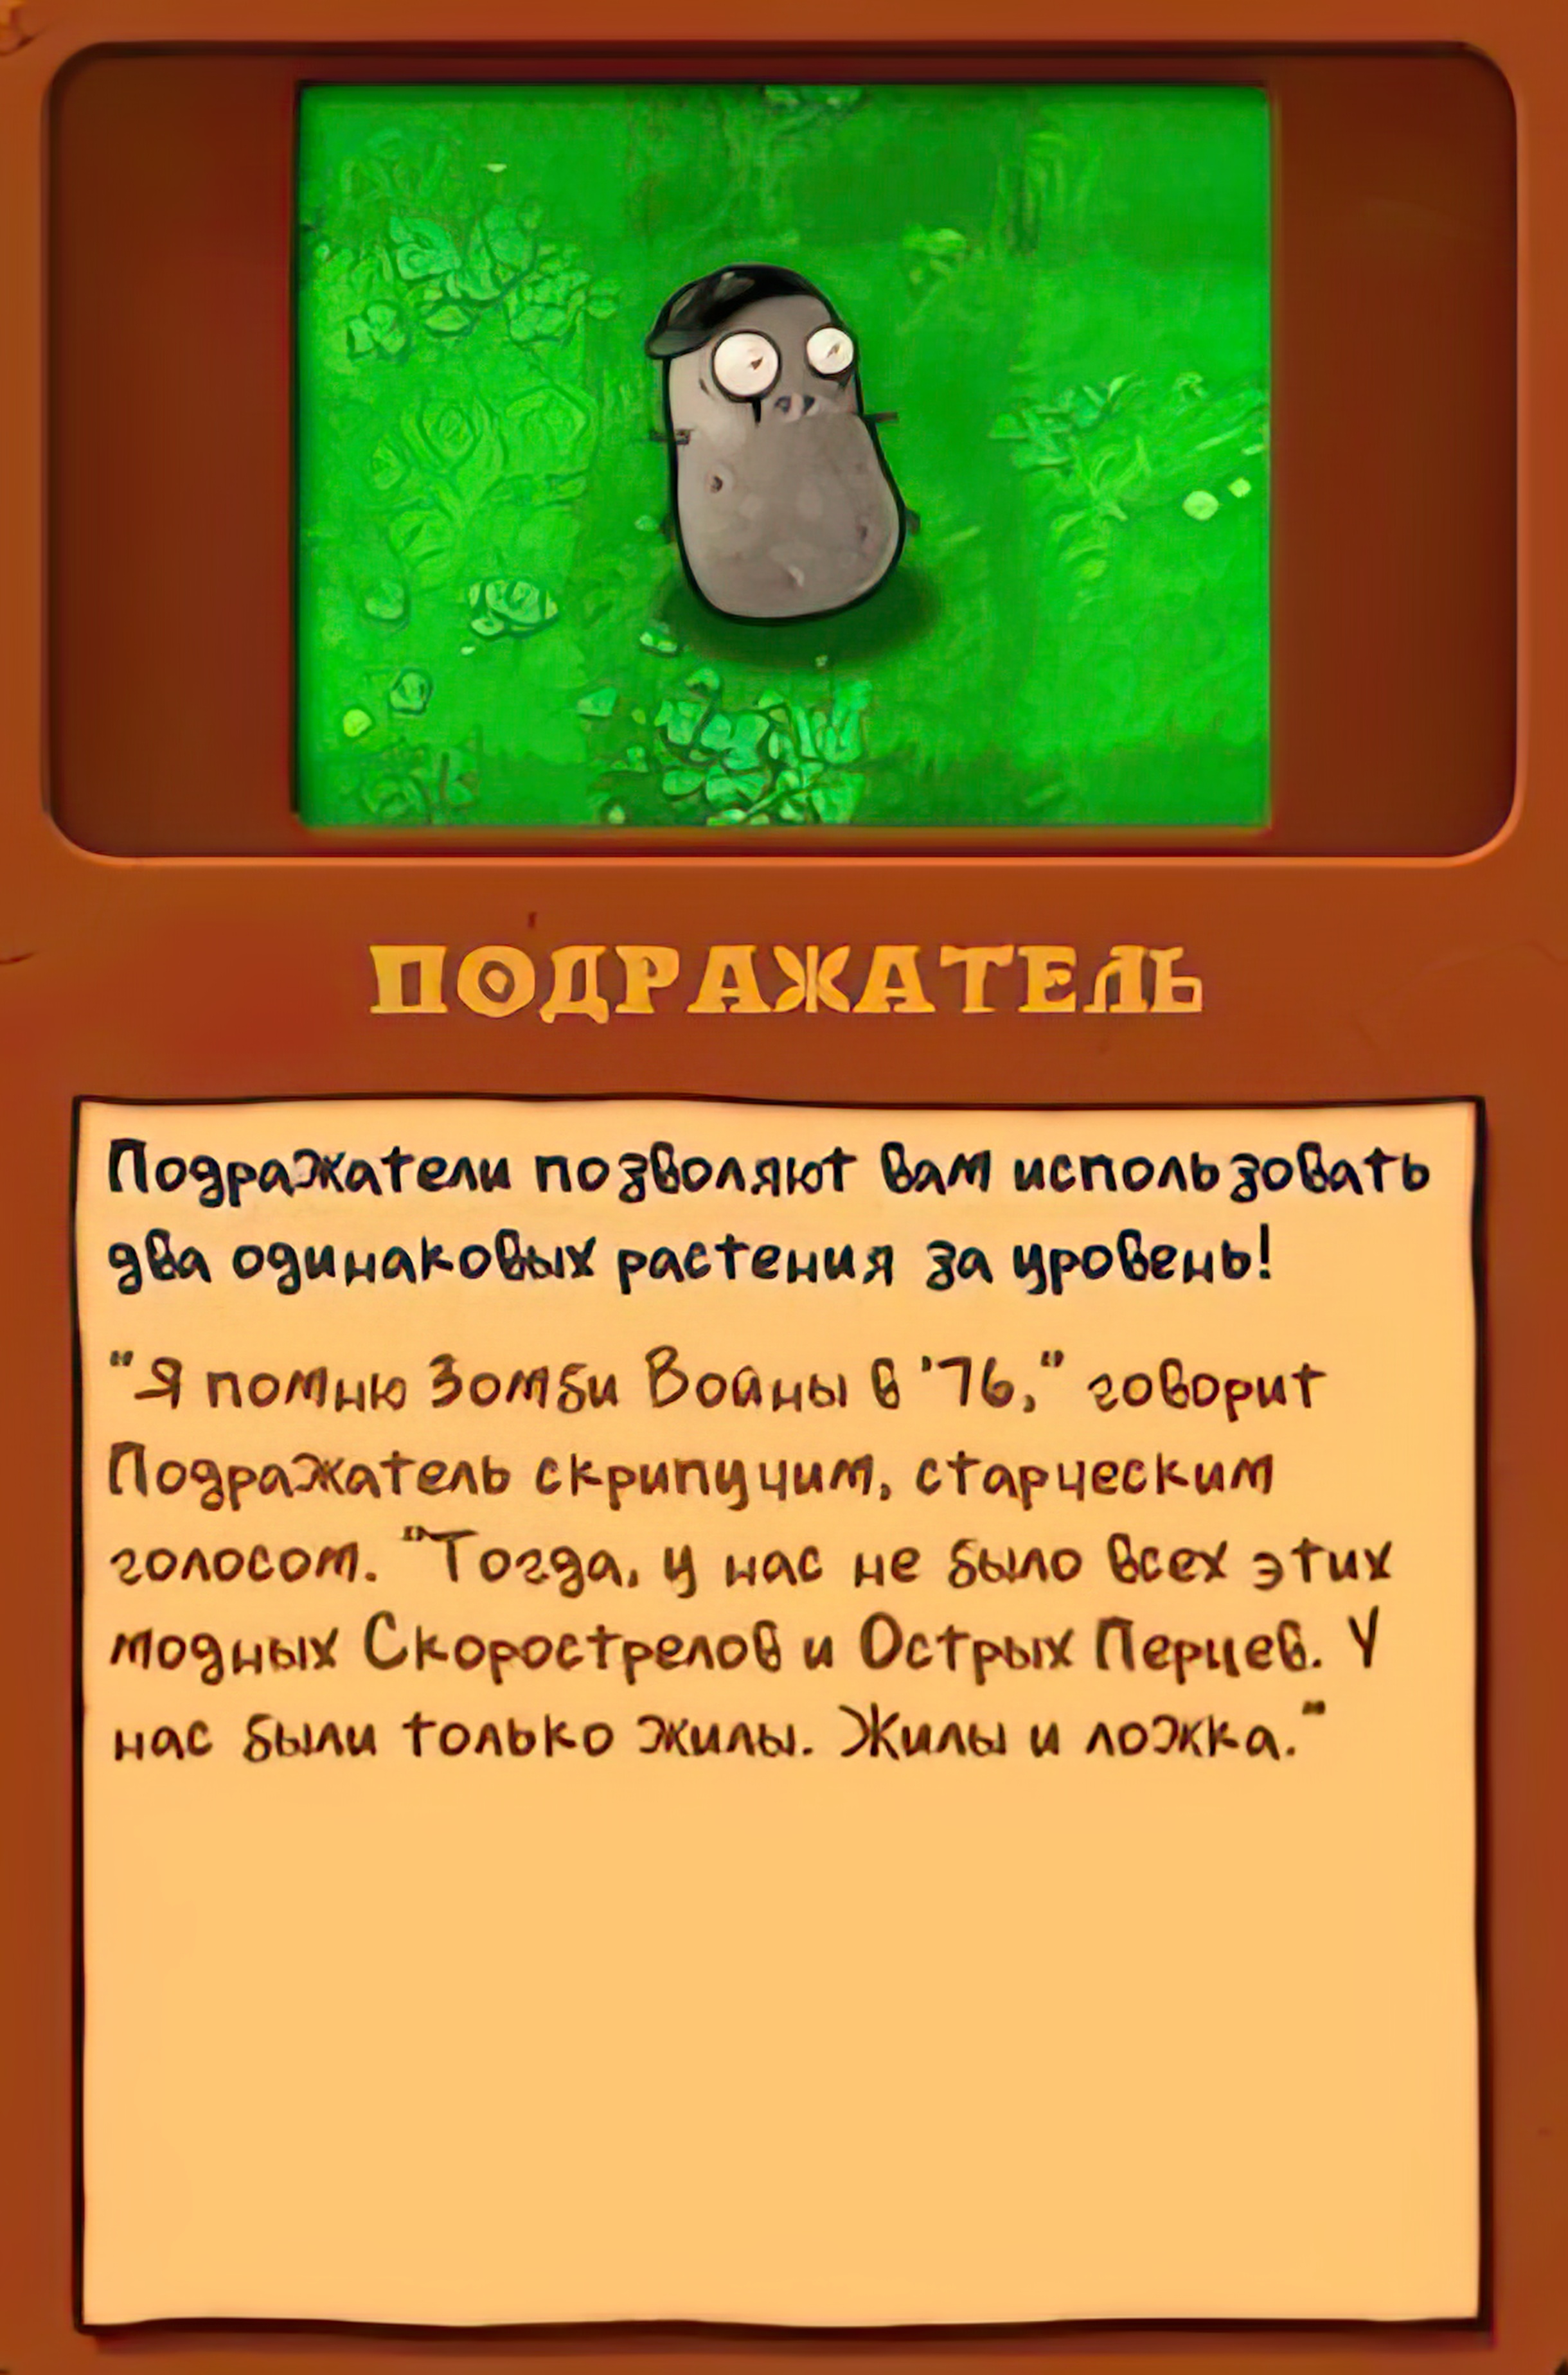 ПОДРАЖАТЕЛЬ
Подражатели позволяют вам использовать
два одинаковых растения за уровень!
"Я помню Зомби Войны в '76," говорит
Подражатель скрипучим, старческим
голосом. "Тогда, у нас не было всех этих
модных Скорострелов и Острых Перцев. У
нас были только жилы. Жилы и ложка."